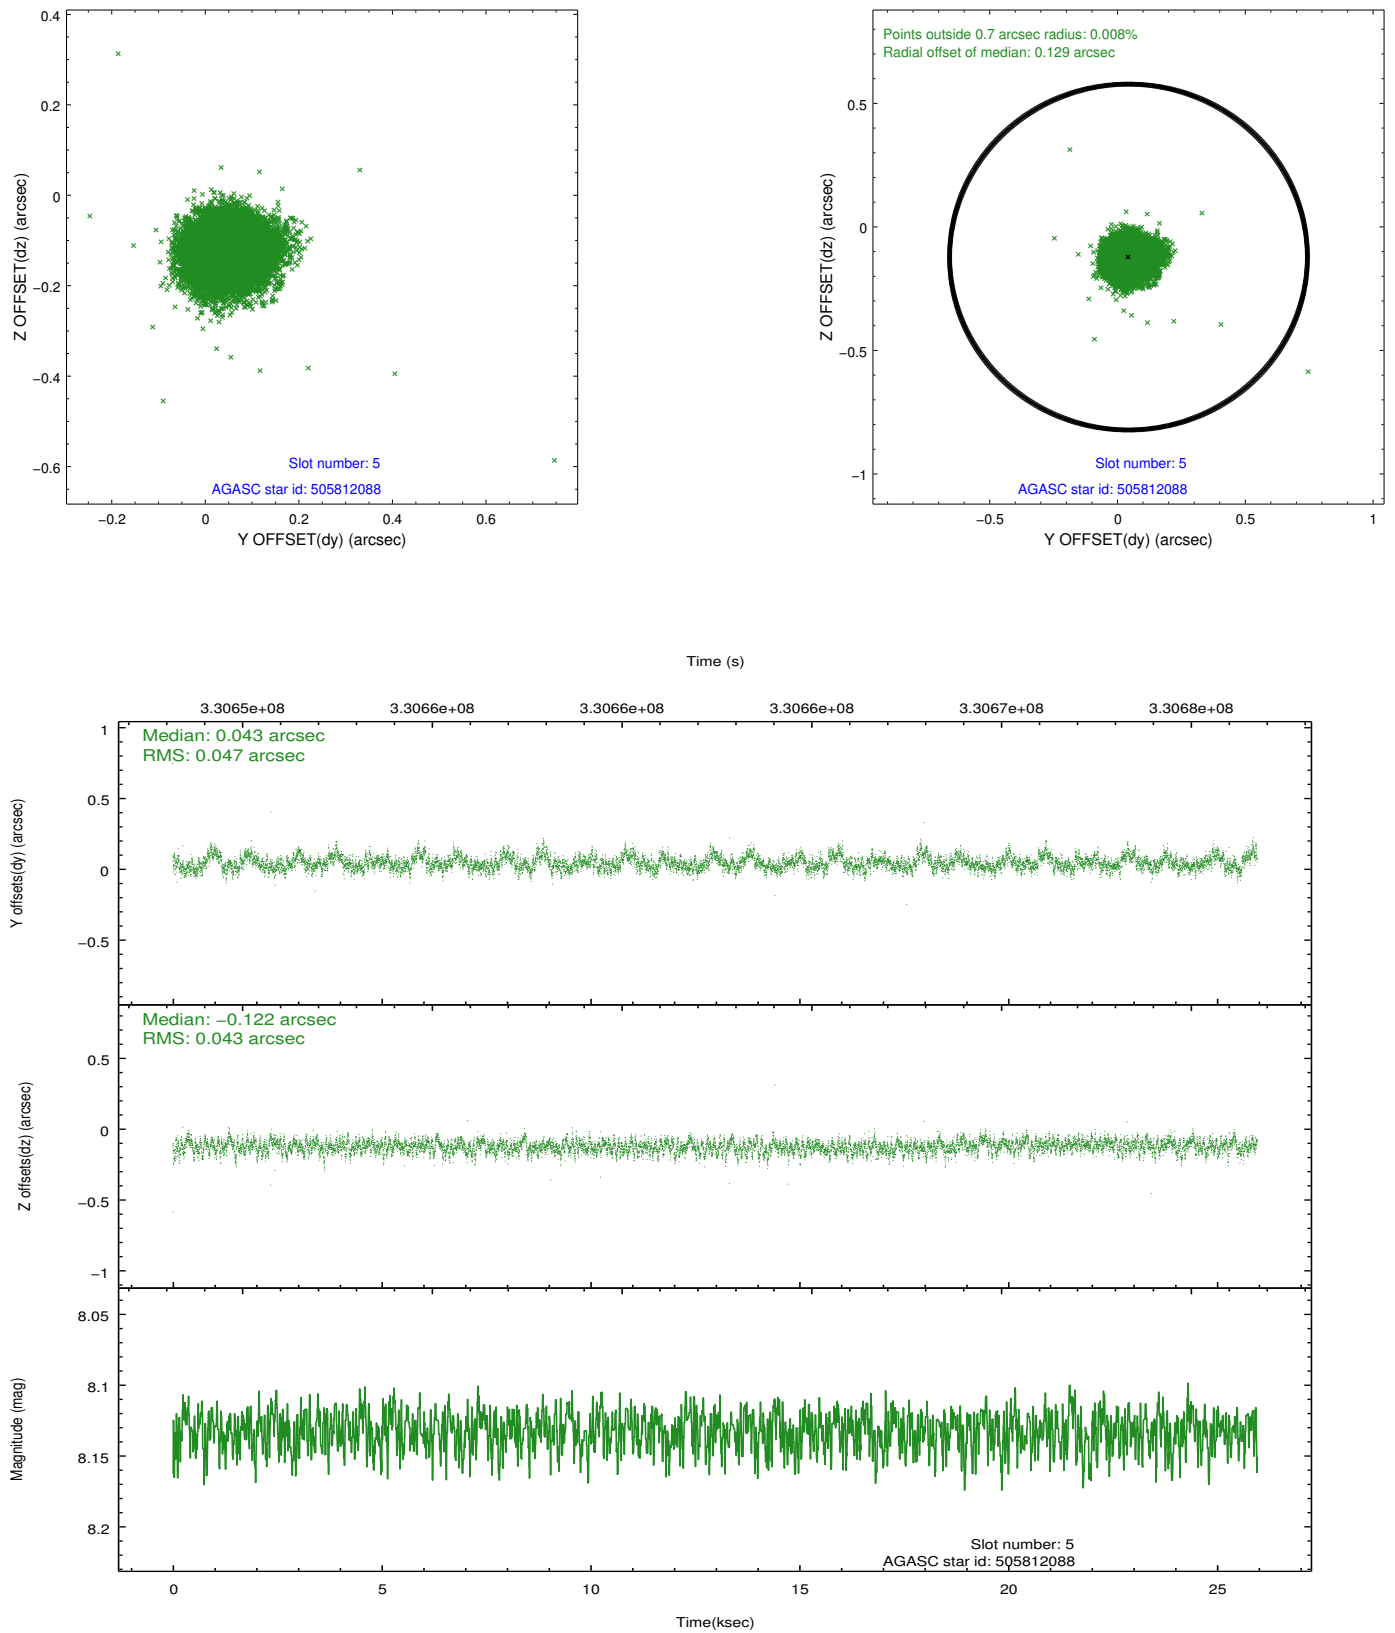 0.4
0.2
0
−0.2
−0.4
−0.6
Z OFFSET(dz) (arcsec)
Slot number: 5
AGASC star id: 505812088
−0.2
0
0.2
0.4
0.6
Y OFFSET(dy) (arcsec)
Points outside 0.7 arcsec radius: 0.008%
Radial offset of median: 0.129 arcsec
0.5
0
−0.5
−1
Z OFFSET(dz) (arcsec)
Slot number: 5
AGASC star id: 505812088
−0.5
0
0.5
1
Y OFFSET(dy) (arcsec)
Time (s)
3.3065e+08
3.3066e+08
3.3066e+08
3.3066e+08
3.3067e+08
3.3068e+08
Median: 0.043 arcsec
RMS: 0.047 arcsec
1
0.5
0
−0.5
Y offsets(dy) (arcsec)
Median: −0.122 arcsec
RMS: 0.043 arcsec
0.5
0
−0.5
−1
Z offsets(dz) (arcsec)
8.05
8.1
8.15
8.2
Magnitude (mag)
Slot number: 5
AGASC star id: 505812088
0
5
10
15
20
25
Time(ksec)